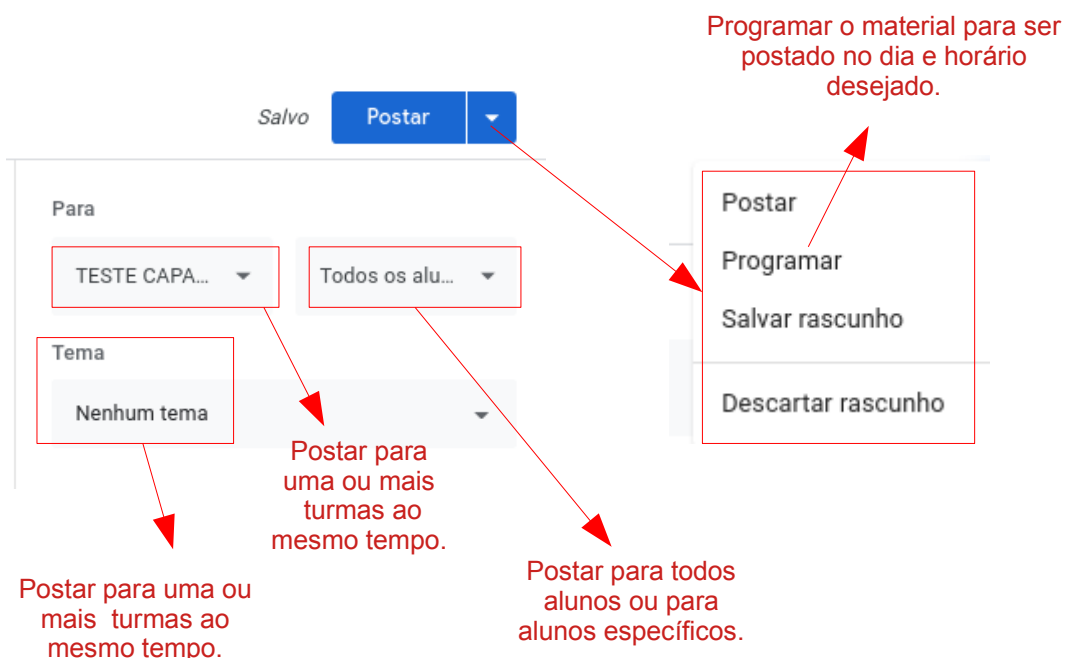 Programar o material para ser
postado no dia e horário
desejado.
Salvo
Postar
Para
TESTE CAPA...
Todos os alu...
Tema
Nenhum tema
Postar
Programar
Salvar rascunho
Descartar rascunho
Postar para
uma ou mais
turmas ao
mesmo tempo.
Postar para todos
alunos ou para
alunos específicos.
Postar para uma ou
mais turmas ao
mesmo tempo.